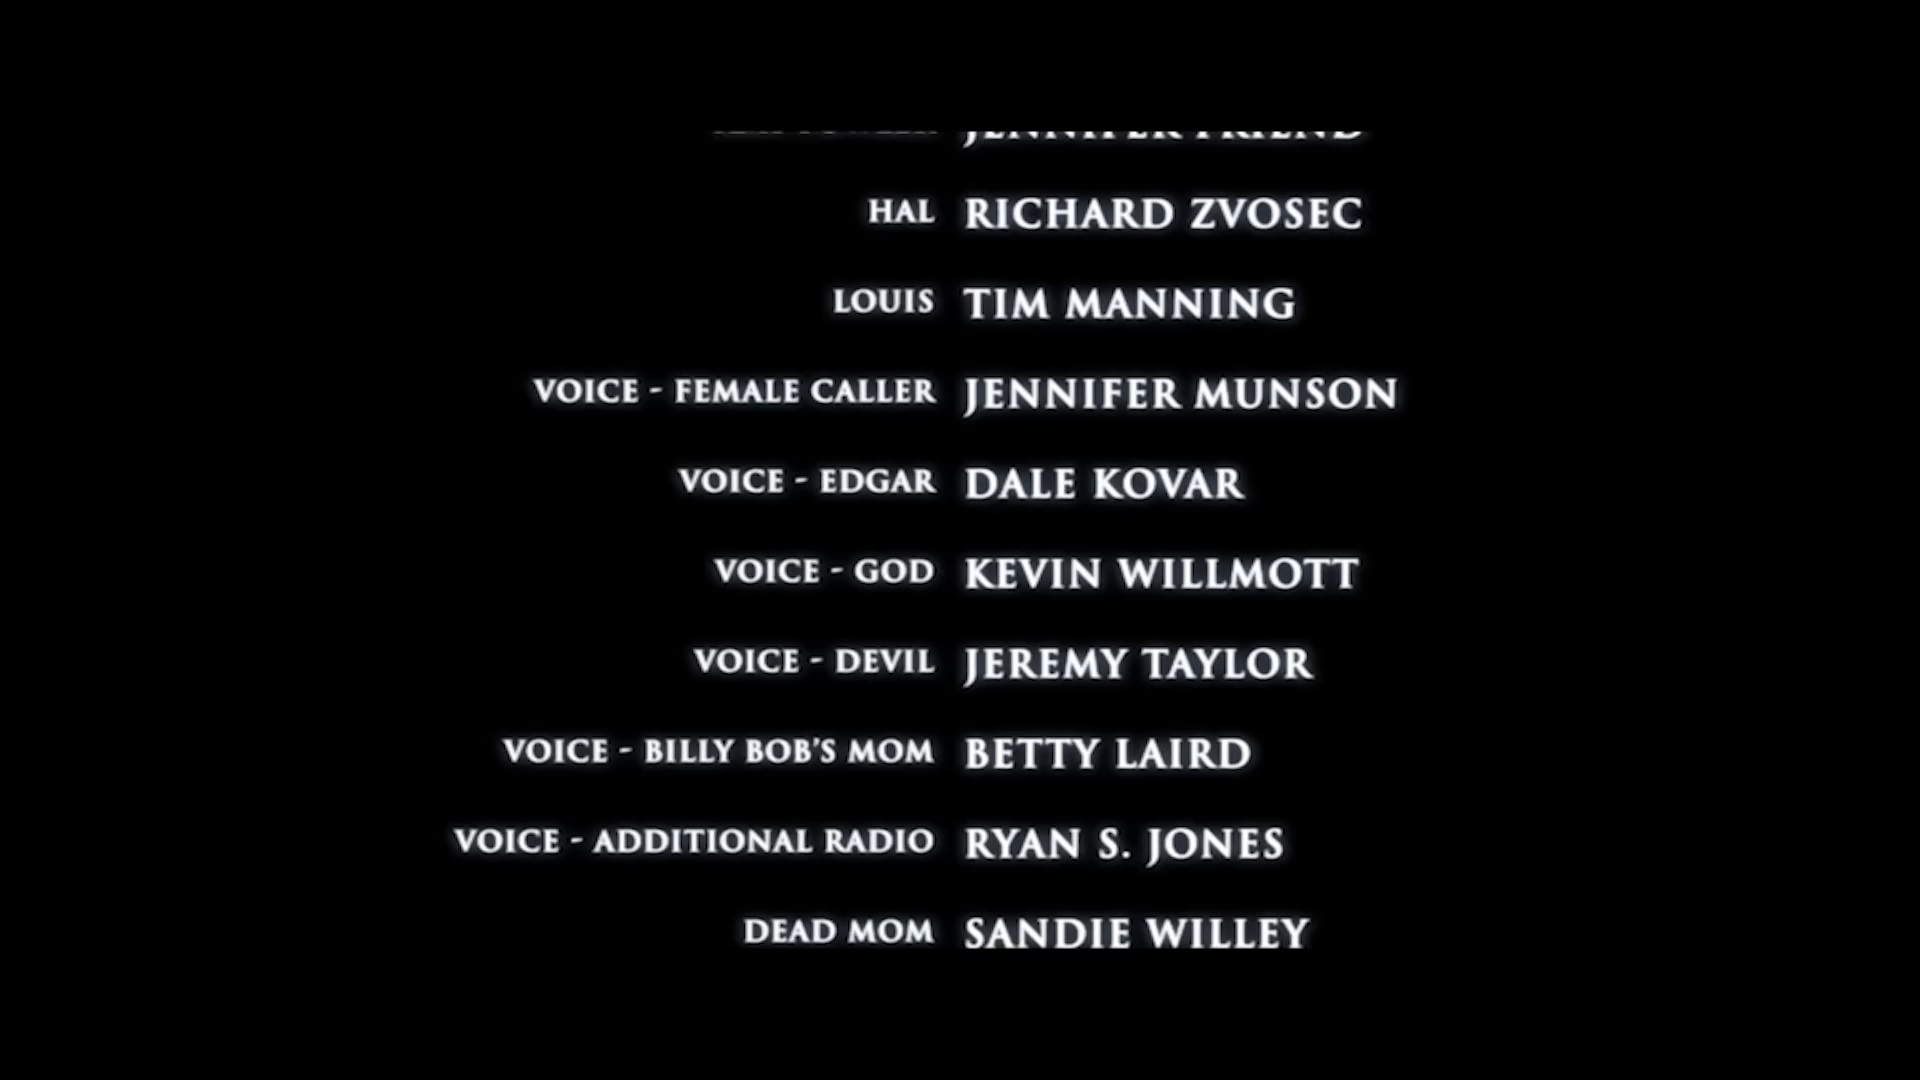 JENNIFER FRIEND
HAL RICHARD ZVOSEC
LOUIS TIM MANNING
VOICE - FEMALE CALLER JENNIFER MUNSON
VOICE - EDGAR DALE KOVAR
VOICE - GOD KEVIN WILLMOTT
VOICE - DEVIL JEREMY TAYLOR
VOICE - BILLY BOB'S MOM BETTY LAIRD
VOICE - ADDITIONAL RADIO RYAN S. JONES
DEAD MOM SANDIE WILLEY